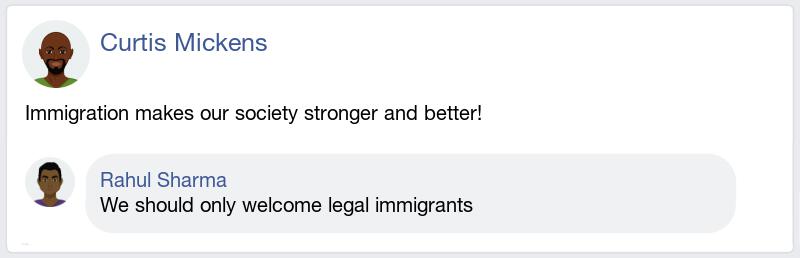 Curtis Mickens
Immigration makes our society stronger and better!
Rahul Sharma
We should only welcome legal immigrants